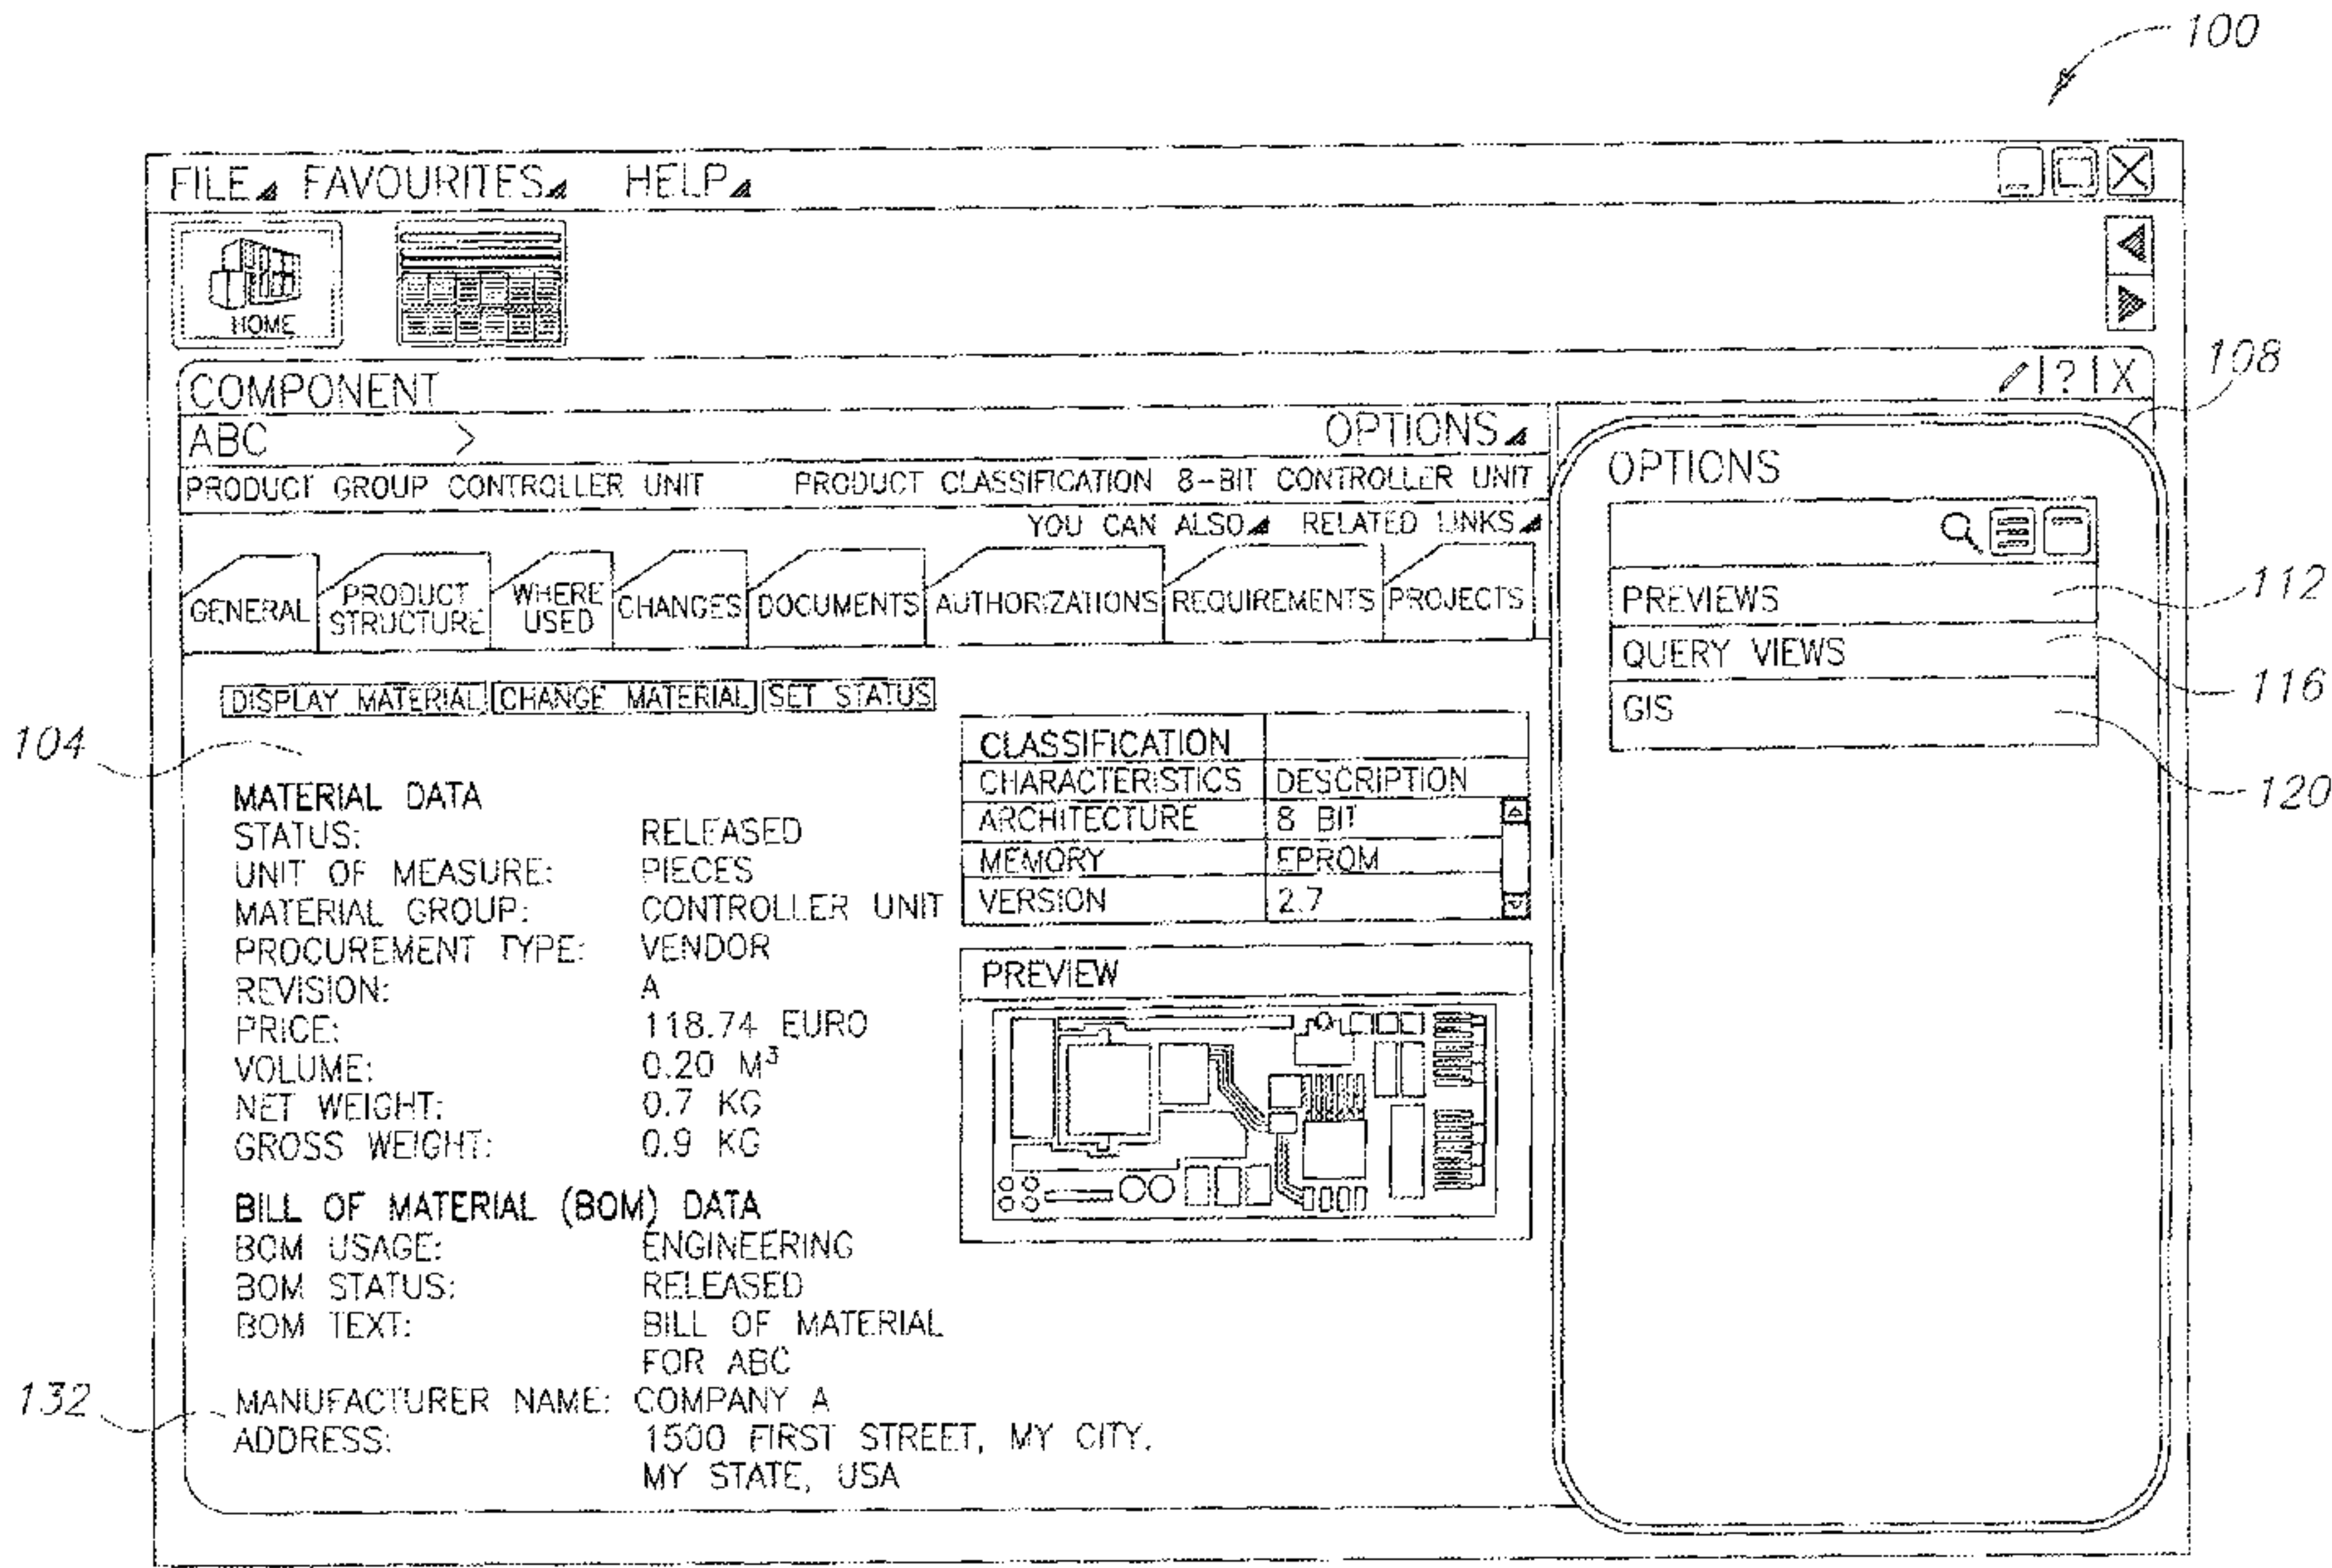 100
FILE FAVOURITES HELP
HOME
COMPONENT ? X
108
ABC > OPTIONS
PRODUCT GROUP CONTROLLER UNIT PRODUCT CLASSIFICATION 8-BIT CONTROLLER UNIT
YOU CAN ALSO RELATED LINKS
GENERAL
PRODUCT
STRUCTURE
WHERE
USED
CHANGES
DOCUMENTS
AUTHORIZATIONS
REQUIREMENTS
PROJECTS
DISPLAY MATERIAL CHANGE MATERIAL SET STATUS
104
MATERIAL DATA
STATUS: RELEASED
UNIT OF MEASURE: PIECES
MATERIAL GROUP: CONTROLLER UNIT
PROCUREMENT TYPE: VENDOR
REVISION: A
PRICE: 118.74 EURO
VOLUME: 0.20 M³
NET WEIGHT: 0.7 KG
GROSS WEIGHT: 0.9 KG
BILL OF MATERIAL (BOM) DATA
BOM USAGE: ENGINEERING
BOM STATUS: RELEASED
BOM TEXT: BILL OF MATERIAL
FOR ABC
132
MANUFACTURER NAME: COMPANY A
ADDRESS: 1500 FIRST STREET, MY CITY,
MY STATE, USA
CLASSIFICATION
CHARACTERISTICS DESCRIPTION
ARCHITECTURE 8 BIT
MEMORY EPROM
VERSION 2.7
PREVIEW
OPTIONS
PREVIEWS 112
QUERY VIEWS 116
GIS 120